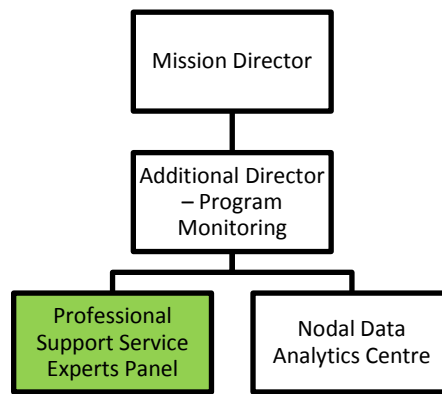 Mission Director
Additional Director
– Program
Monitoring
Professional
Support Service
Experts Panel
Nodal Data
Analytics Centre